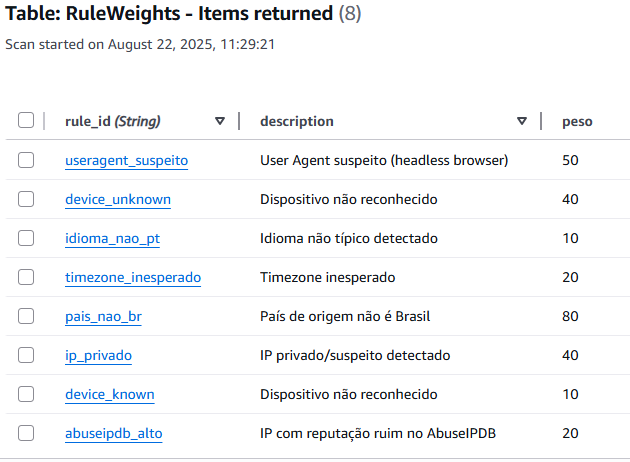 Table: RuleWeights - Items returned (8)
Scan started on August 22, 2025, 11:29:21
rule_id (String) description peso
useragent_suspeito User Agent suspeito (headless browser) 50
device_unknown Dispositivo não reconhecido 40
idioma_nao_pt Idioma não típico detectado 10
timezone_inesperado Timezone inesperado 20
pais_nao_br País de origem não é Brasil 80
ip_privado IP privado/suspeito detectado 40
device_known Dispositivo não reconhecido 10
abuseipdb_alto IP com reputação ruim no AbuseIPDB 20